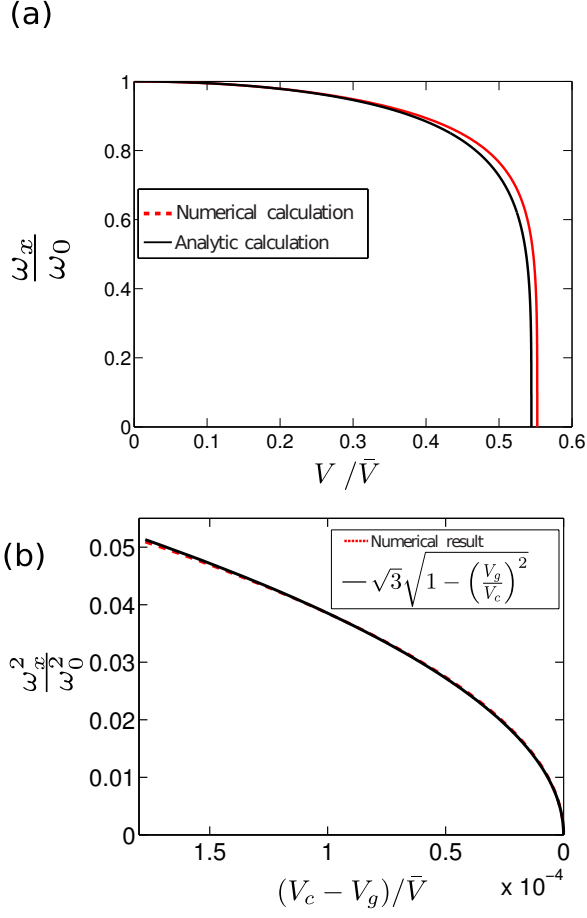 (a)
1
0.8
0.6
0.4
0.2
0
ω_x/ω_0
Numerical calculation
Analytic calculation
0 0.1 0.2 0.3 0.4 0.5 0.6
V / V̄
(b)
0.05
0.04
0.03
0.02
0.01
0
ω_x^2/ω_0^2
Numerical result
√3√(1 − (V_g/V_c)^2)
1.5 1 0.5 0
x 10^-4
(V_c − V_g)/V̄